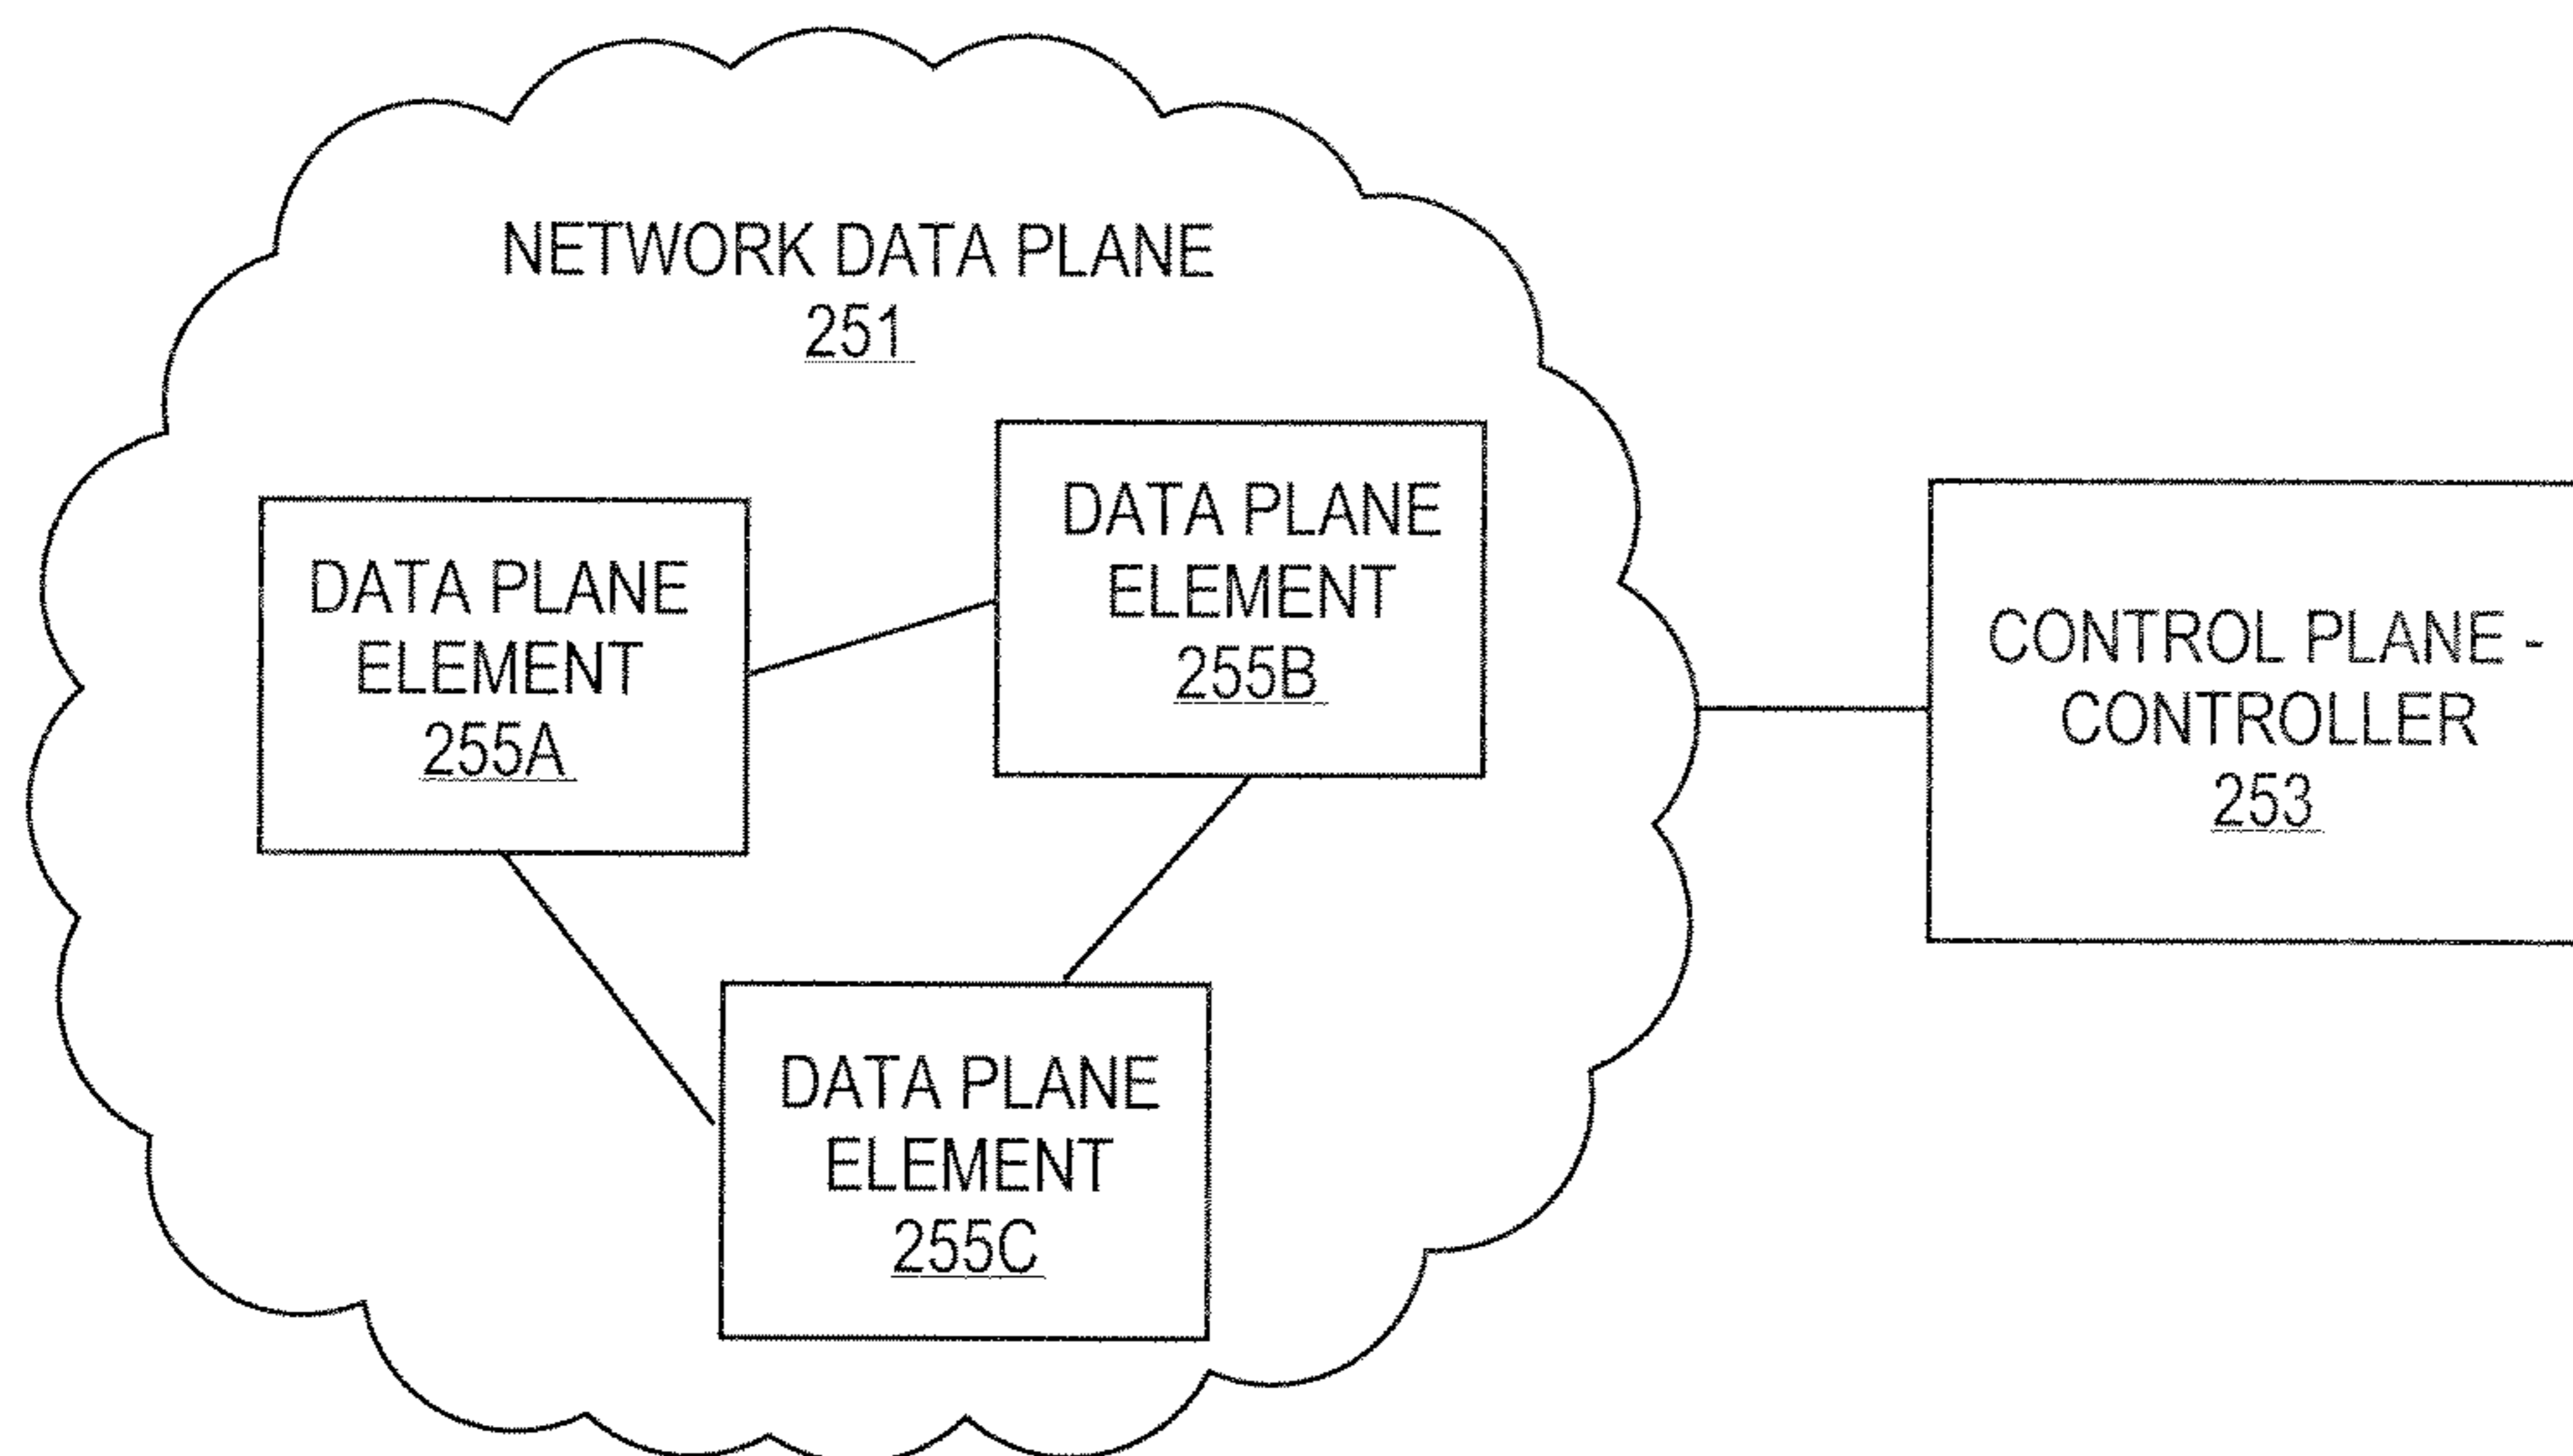 NETWORK DATA PLANE
251
DATA PLANE
ELEMENT
255A
DATA PLANE
ELEMENT
255B
DATA PLANE
ELEMENT
255C
CONTROL PLANE -
CONTROLLER
253